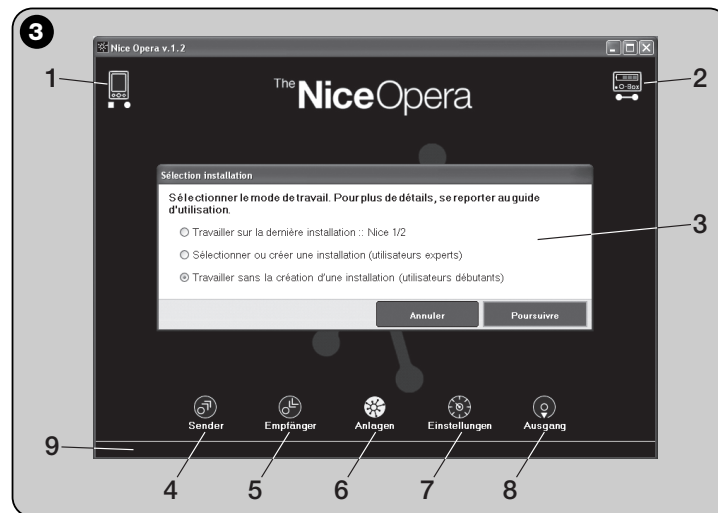 3
Nice Opera v.1.2
1
2
O-Box
The NiceOpera
Sélection installation
Sélectionner le mode de travail. Pour plus de détails, se reporter au guide
d'utilisation.
Travailler sur la dernière installation :: Nice 1/2
Sélectionner ou créer une installation (utilisateurs experts)
Travailler sans la création d'une installation (utilisateurs débutants)
3
Annuler
Poursuivre
Sender
Empfänger
Anlagen
Einstellungen
Ausgang
9
4
5
6
7
8